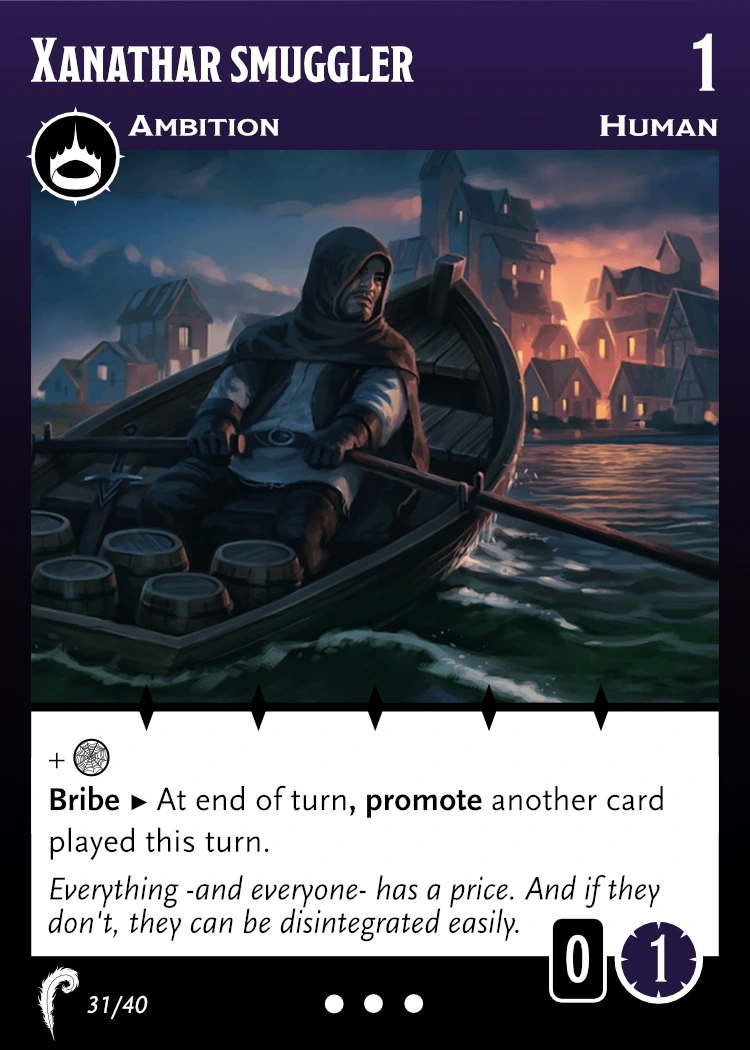 Xanathar smuggler 1
Ambition Human
+
Bribe ▸ At end of turn, promote another card
played this turn.
Everything -and everyone- has a price. And if they
don't, they can be disintegrated easily.
0 1
31/40